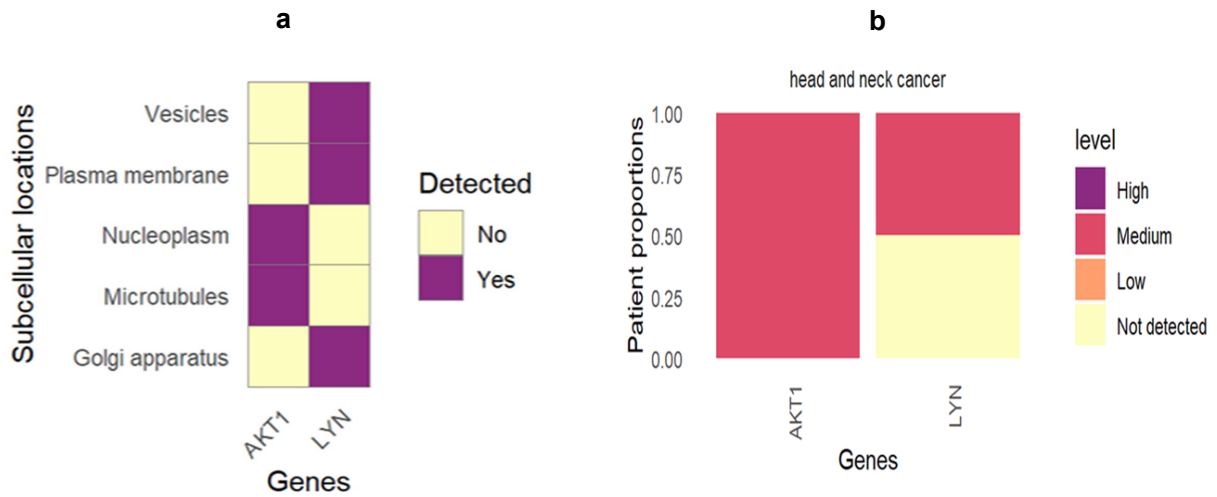 a
Subcellular locations
Vesicles
Plasma membrane
Nucleoplasm
Microtubules
Golgi apparatus
AKT1
LYN
Genes
Detected
No
Yes
b
head and neck cancer
Patient proportions
1.00
0.75
0.50
0.25
0.00
AKT1
LYN
Genes
level
High
Medium
Low
Not detected